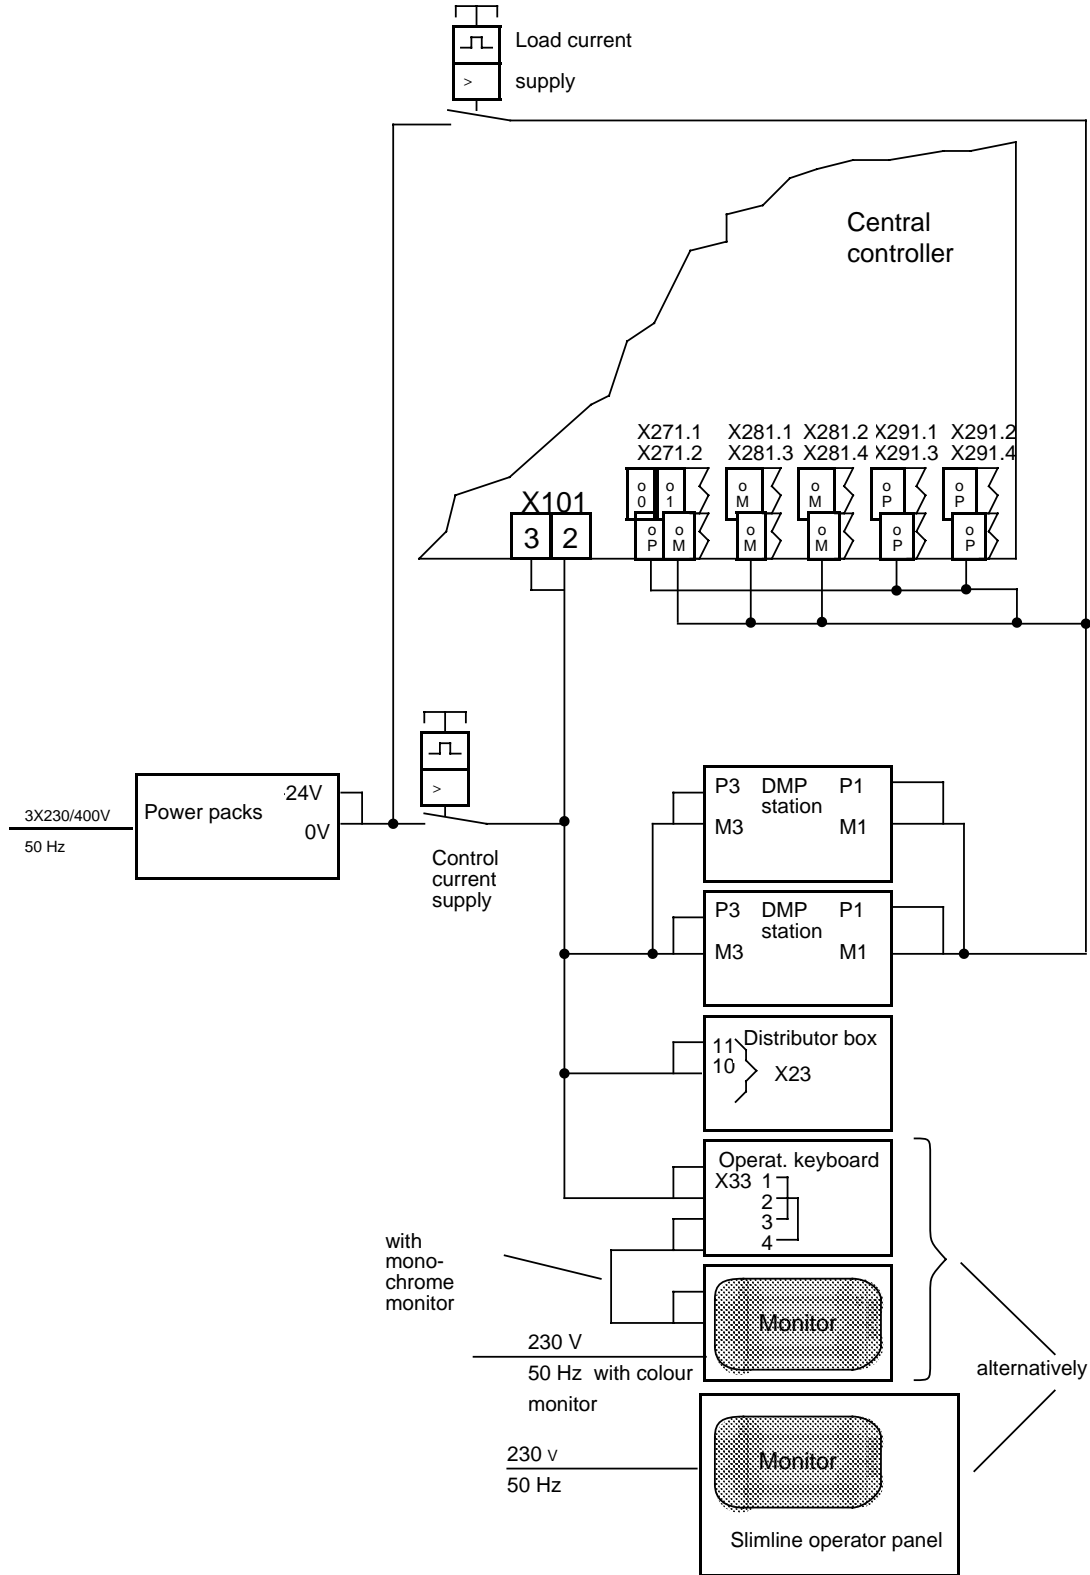 Load current
>
supply
Central
controller
X271.1 X281.1 X281.2 X291.1 X291.2
X271.2 X281.3 X281.4 X291.3 X291.4
o o o o o o
0 1 M M P P
X101
3 2
o o o o o o
P M M M P P
3X230/400V
50 Hz
Power packs
-24V
0V
>
Control
current
supply
P3 DMP P1
station
M3 M1
P3 DMP P1
station
M3 M1
Distributor box
11
10
X23
Operat. keyboard
X33 1
2
3
4
with
mono-
chrome
monitor
Monitor
230 V
50 Hz with colour
monitor
alternatively
Monitor
230 V
50 Hz
Slimline operator panel